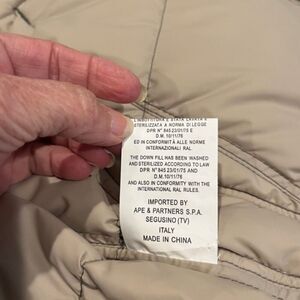 L'IMBOTTITURA È STATA LAVATA E
STERILIZZATA A NORMA DI LEGGE
DPR N° 845 23/01/75 E
D.M. 10/11/76
ED IN CONFORMITÀ ALLE NORME
INTERNAZIONALI RAL.
THE DOWN FILL HAS BEEN WASHED
AND STERILIZED ACCORDING TO LAW
DPR N° 845 23/01/75 AND
D.M. 10/11/76
AND ALSO IN CONFORMITY WITH THE
INTERNATIONAL RAL RULES.
IMPORTED BY
APE & PARTNERS S.P.A.
SEGUSINO (TV)
ITALY
MADE IN CHINA